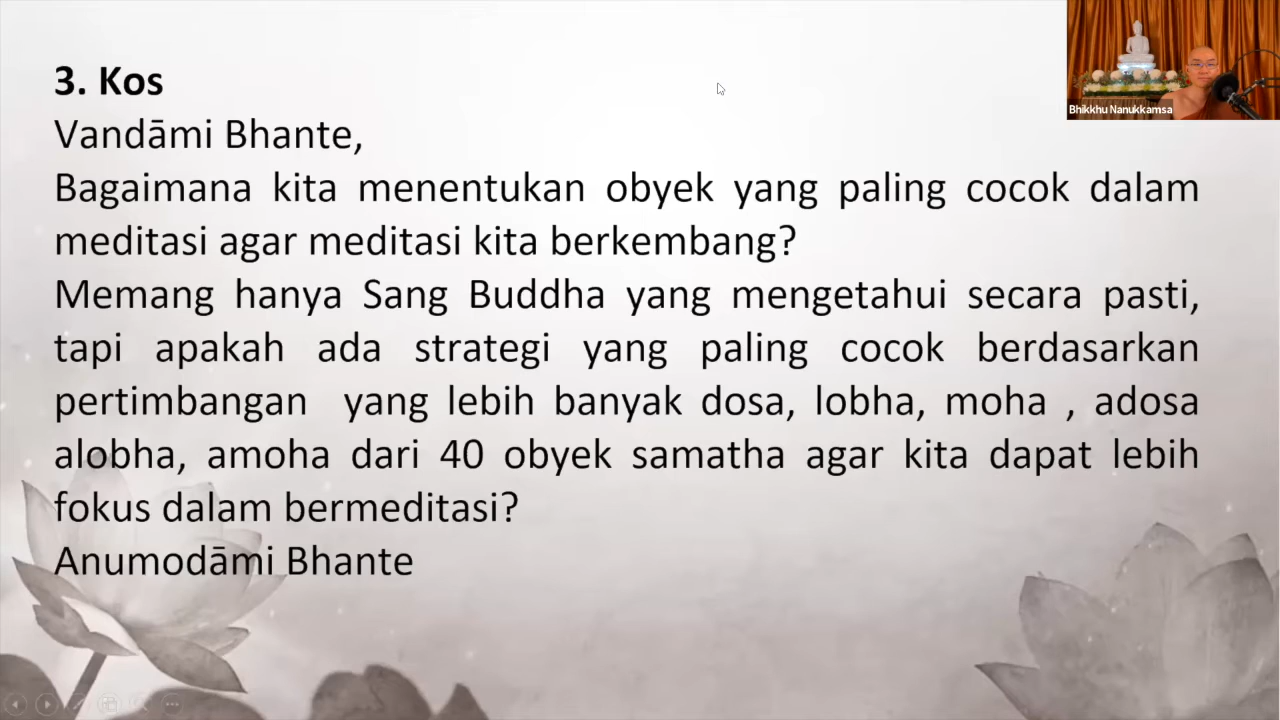 3. Kos
Vandāmi Bhante,
Bagaimana kita menentukan obyek yang paling cocok dalam
meditasi agar meditasi kita berkembang?
Memang hanya Sang Buddha yang mengetahui secara pasti,
tapi apakah ada strategi yang paling cocok berdasarkan
pertimbangan yang lebih banyak dosa, lobha, moha , adosa
alobha, amoha dari 40 obyek samatha agar kita dapat lebih
fokus dalam bermeditasi?
Anumodāmi Bhante
Bhikkhu Nanukkamsa